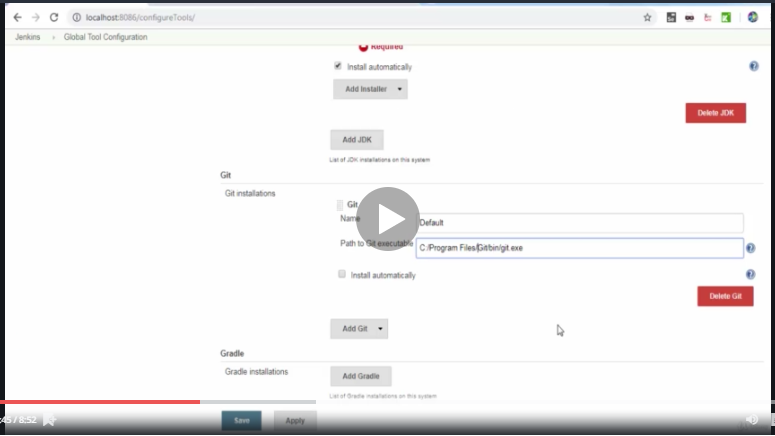 localhost:8086/configureTools/
Jenkins › Global Tool Configuration
Required
Install automatically
Add Installer
Delete JDK
Add JDK
List of JDK installations on this system
Git
Git installations
Git
Name
Default
Path to Git executable
C:/Program Files/Git/bin/git.exe
Install automatically
Delete Git
Add Git
Gradle
Gradle installations
Add Gradle
List of Gradle installations on this system
Save
Apply
:45 / 8:52